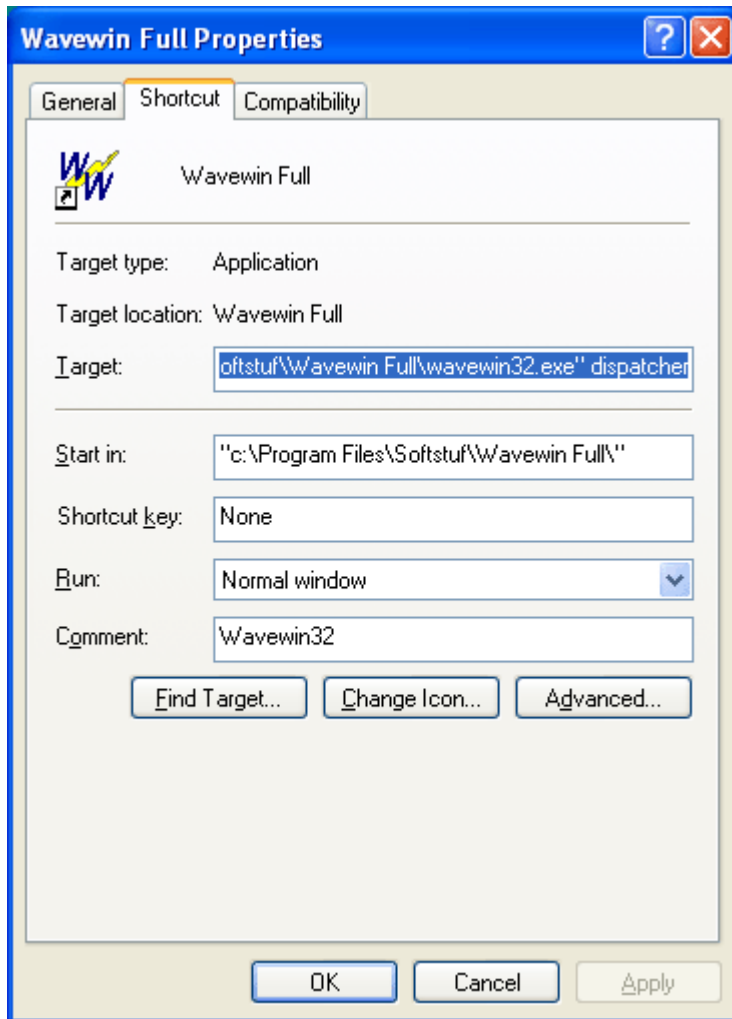 Wavewin Full Properties
General Shortcut Compatibility
WW Wavewin Full
Target type: Application
Target location: Wavewin Full
Target: oftstuf\Wavewin Full\wavewin32.exe" dispatcher
Start in: "c:\Program Files\Softstuf\Wavewin Full\"
Shortcut key: None
Run: Normal window
Comment: Wavewin32
Find Target... Change Icon... Advanced...
OK Cancel Apply